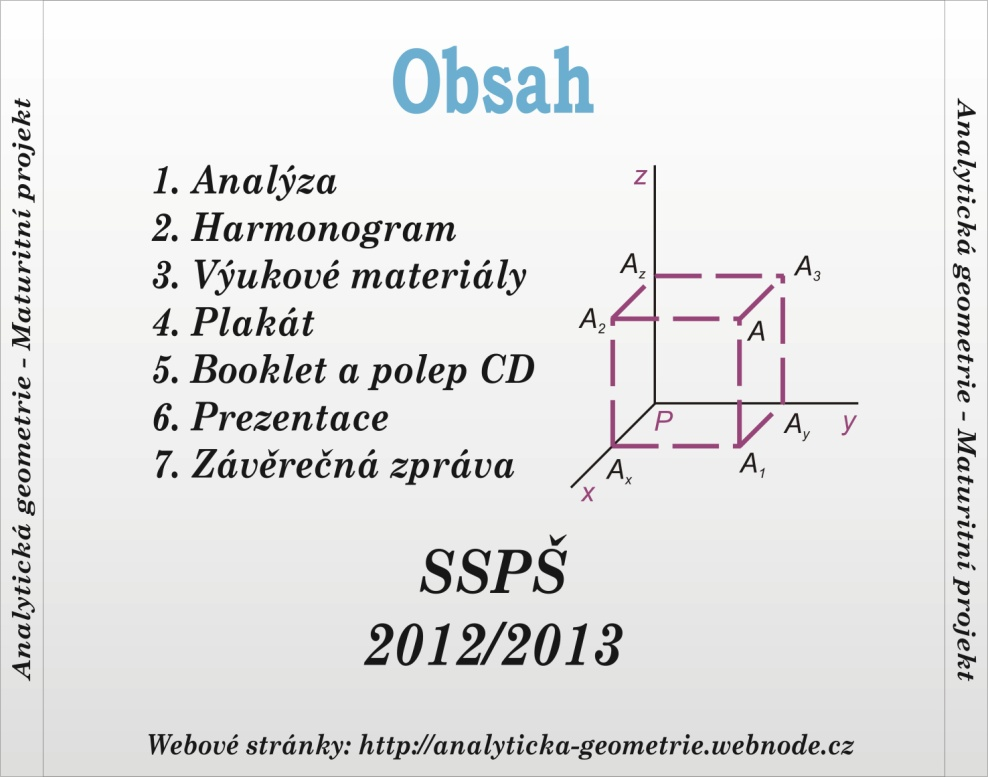 Obsah
1. Analýza
2. Harmonogram
3. Výukové materiály
4. Plakát
5. Booklet a polep CD
6. Prezentace
7. Závěrečná zpráva
z
Az
A3
A2
A
P
Ay
y
Ax
A1
x
SSPŠ
2012/2013
Webové stránky: http://analyticka-geometrie.webnode.cz
Analytická geometrie - Maturitní projekt
Analytická geometrie - Maturitní projekt